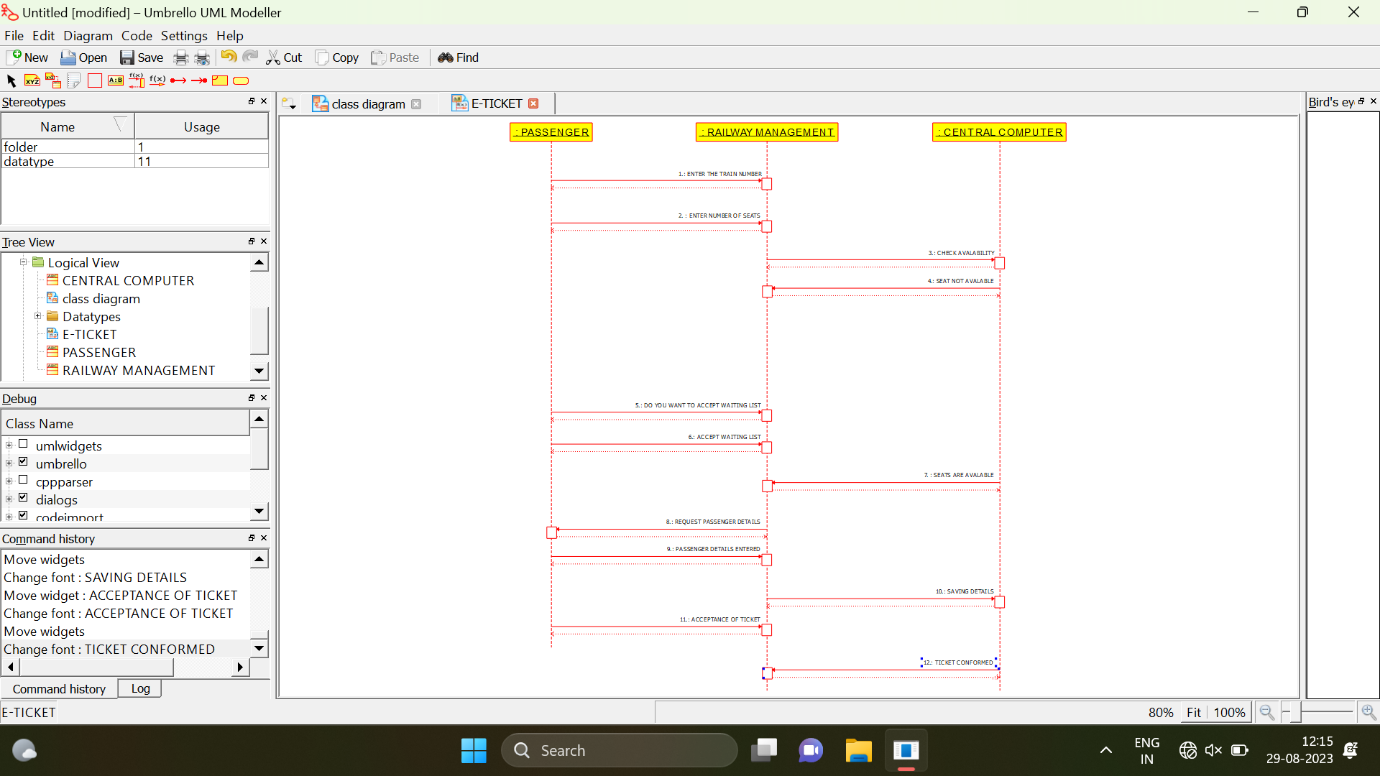 Untitled [modified] – Umbrello UML Modeller
File Edit Diagram Code Settings Help
New Open Save Cut Copy Paste Find
XYZ A:B f(x) f(x)
Stereotypes
Name Usage
folder 1
datatype 11
Tree View
Logical View
CENTRAL COMPUTER
class diagram
Datatypes
E-TICKET
PASSENGER
RAILWAY MANAGEMENT
Debug
Class Name
umlwidgets
umbrello
cppparser
dialogs
codeimport
Command history
Move widgets
Change font : SAVING DETAILS
Move widget : ACCEPTANCE OF TICKET
Change font : ACCEPTANCE OF TICKET
Move widgets
Change font : TICKET CONFORMED
Command history Log
class diagram E-TICKET
: PASSENGER : RAILWAY MANAGEMENT : CENTRAL COMPUTER
1.: ENTER THE TRAIN NUMBER
2. : ENTER NUMBER OF SEATS
3.: CHECK AVALABILITY
4.: SEAT NOT AVALABLE
5.: DO YOU WANT TO ACCEPT WAITING LIST
6.: ACCEPT WAITING LIST
7. : SEATS ARE AVALABLE
8.: REQUEST PASSENGER DETAILS
9.: PASSENGER DETAILS ENTERED
10.: SAVING DETAILS
11.: ACCEPTANCE OF TICKET
12.: TICKET CONFORMED
Bird's ey
E-TICKET 80% Fit 100%
Search
ENG
IN
12:15
29-08-2023